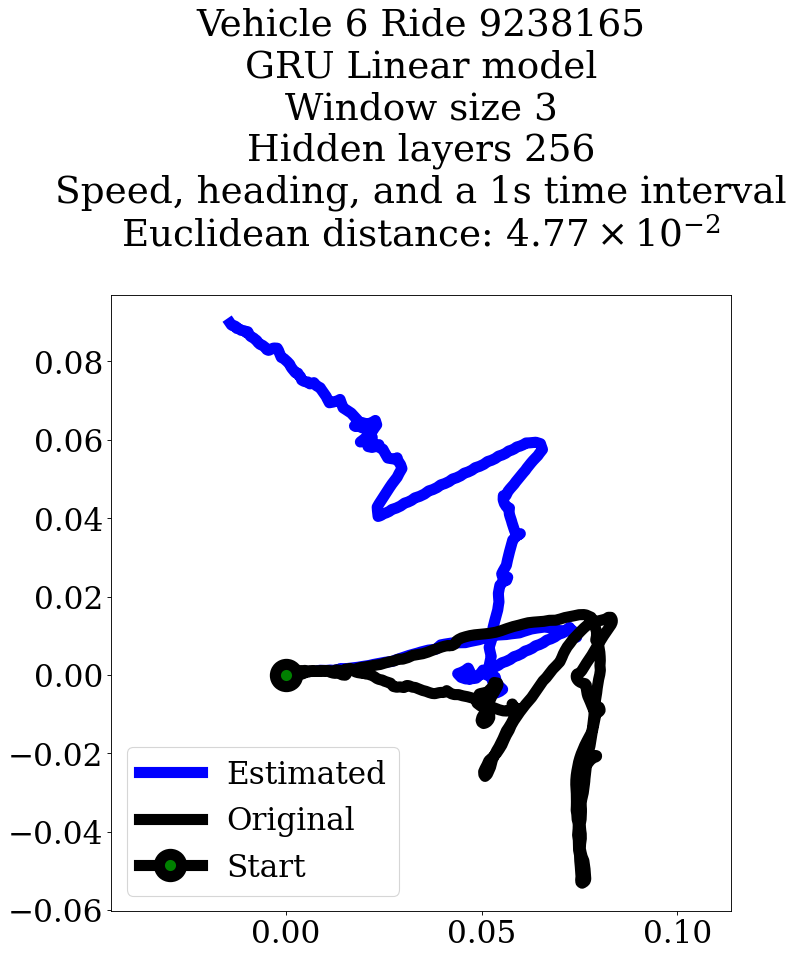 Vehicle 6 Ride 9238165
GRU Linear model
Window size 3
Hidden layers 256
Speed, heading, and a 1s time interval
Euclidean distance: 4.77 × 10⁻²
0.08
0.06
0.04
0.02
0.00
−0.02
−0.04
−0.06
Estimated
Original
Start
0.00 0.05 0.10